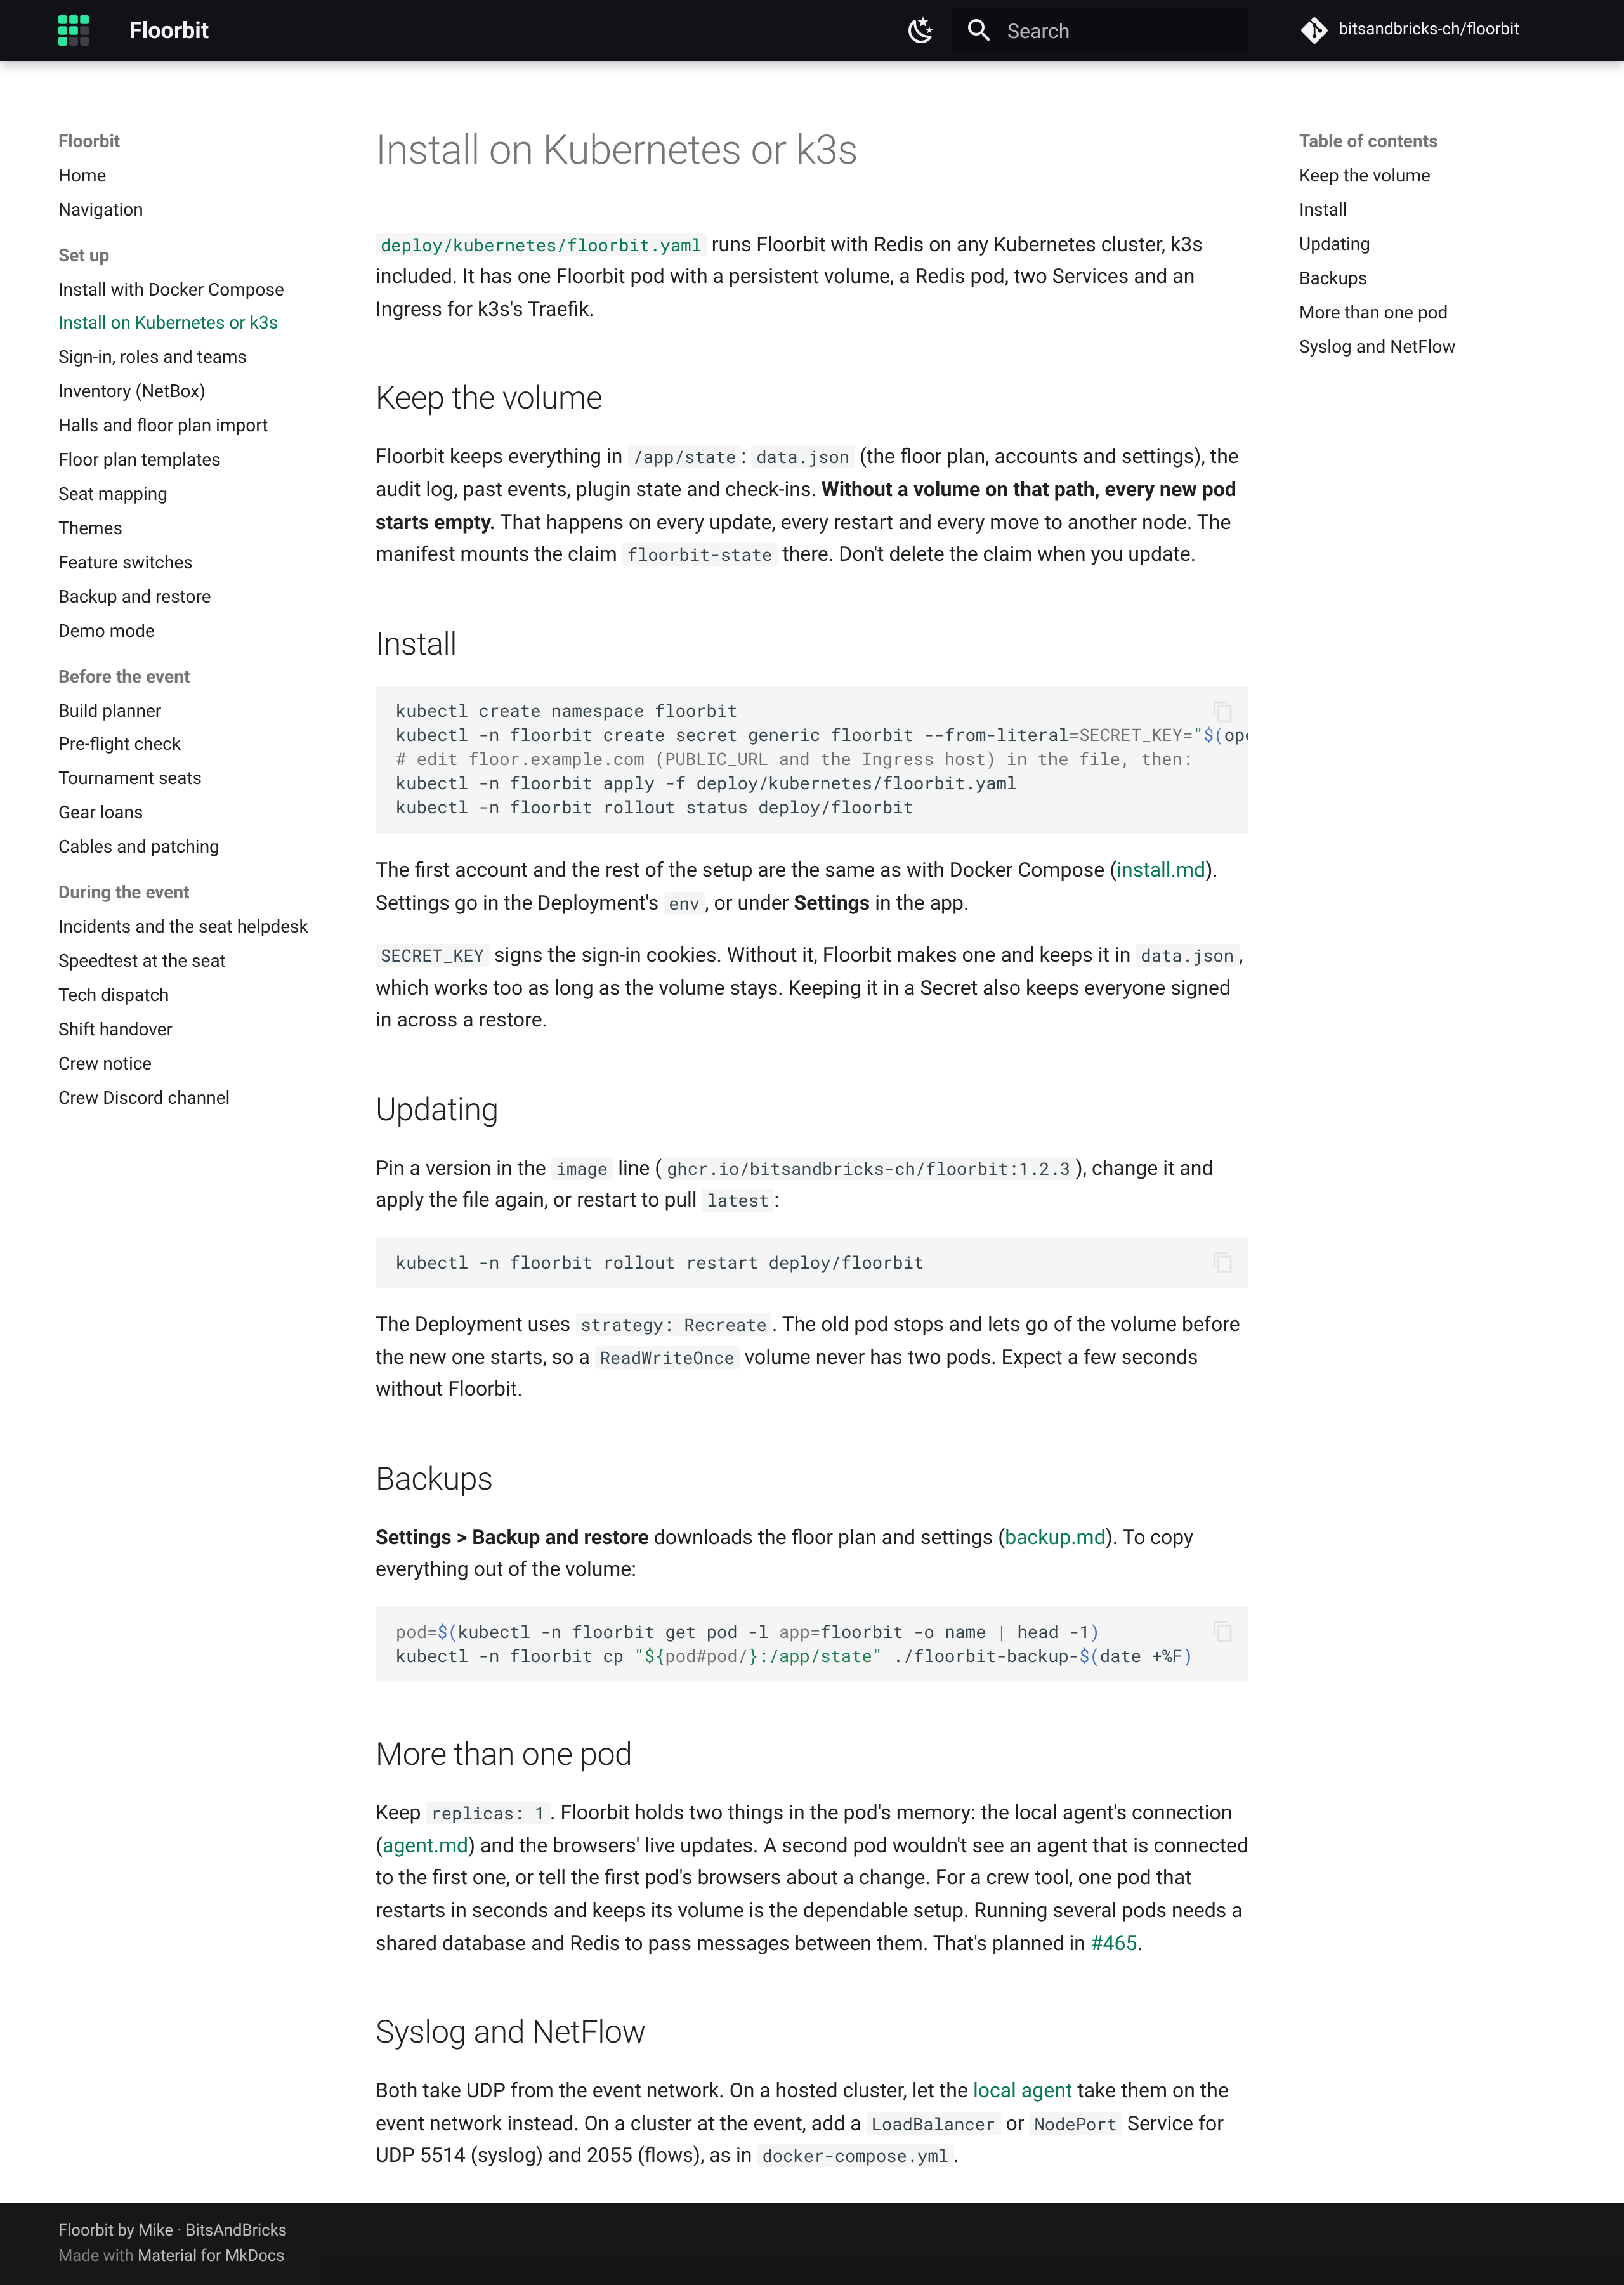 Floorbit
Search
bitsandbricks-ch/floorbit
Floorbit
Home
Navigation
Set up
Install with Docker Compose
Install on Kubernetes or k3s
Sign-in, roles and teams
Inventory (NetBox)
Halls and floor plan import
Floor plan templates
Seat mapping
Themes
Feature switches
Backup and restore
Demo mode
Before the event
Build planner
Pre-flight check
Tournament seats
Gear loans
Cables and patching
During the event
Incidents and the seat helpdesk
Speedtest at the seat
Tech dispatch
Shift handover
Crew notice
Crew Discord channel
Install on Kubernetes or k3s
deploy/kubernetes/floorbit.yaml runs Floorbit with Redis on any Kubernetes cluster, k3s
included. It has one Floorbit pod with a persistent volume, a Redis pod, two Services and an
Ingress for k3s's Traefik.
Keep the volume
Floorbit keeps everything in /app/state: data.json (the floor plan, accounts and settings), the
audit log, past events, plugin state and check-ins. Without a volume on that path, every new pod
starts empty. That happens on every update, every restart and every move to another node. The
manifest mounts the claim floorbit-state there. Don't delete the claim when you update.
Install
kubectl create namespace floorbit
kubectl -n floorbit create secret generic floorbit --from-literal=SECRET_KEY="$(ope
# edit floor.example.com (PUBLIC_URL and the Ingress host) in the file, then:
kubectl -n floorbit apply -f deploy/kubernetes/floorbit.yaml
kubectl -n floorbit rollout status deploy/floorbit
The first account and the rest of the setup are the same as with Docker Compose (install.md).
Settings go in the Deployment's env, or under Settings in the app.
SECRET_KEY signs the sign-in cookies. Without it, Floorbit makes one and keeps it in data.json,
which works too as long as the volume stays. Keeping it in a Secret also keeps everyone signed
in across a restore.
Updating
Pin a version in the image line (ghcr.io/bitsandbricks-ch/floorbit:1.2.3), change it and
apply the file again, or restart to pull latest:
kubectl -n floorbit rollout restart deploy/floorbit
The Deployment uses strategy: Recreate. The old pod stops and lets go of the volume before
the new one starts, so a ReadWriteOnce volume never has two pods. Expect a few seconds
without Floorbit.
Backups
Settings > Backup and restore downloads the floor plan and settings (backup.md). To copy
everything out of the volume:
pod=$(kubectl -n floorbit get pod -l app=floorbit -o name | head -1)
kubectl -n floorbit cp "${pod#pod/}:/app/state" ./floorbit-backup-$(date +%F)
More than one pod
Keep replicas: 1. Floorbit holds two things in the pod's memory: the local agent's connection
(agent.md) and the browsers' live updates. A second pod wouldn't see an agent that is connected
to the first one, or tell the first pod's browsers about a change. For a crew tool, one pod that
restarts in seconds and keeps its volume is the dependable setup. Running several pods needs a
shared database and Redis to pass messages between them. That's planned in #465.
Syslog and NetFlow
Both take UDP from the event network. On a hosted cluster, let the local agent take them on the
event network instead. On a cluster at the event, add a LoadBalancer or NodePort Service for
UDP 5514 (syslog) and 2055 (flows), as in docker-compose.yml.
Table of contents
Keep the volume
Install
Updating
Backups
More than one pod
Syslog and NetFlow
Floorbit by Mike · BitsAndBricks
Made with Material for MkDocs